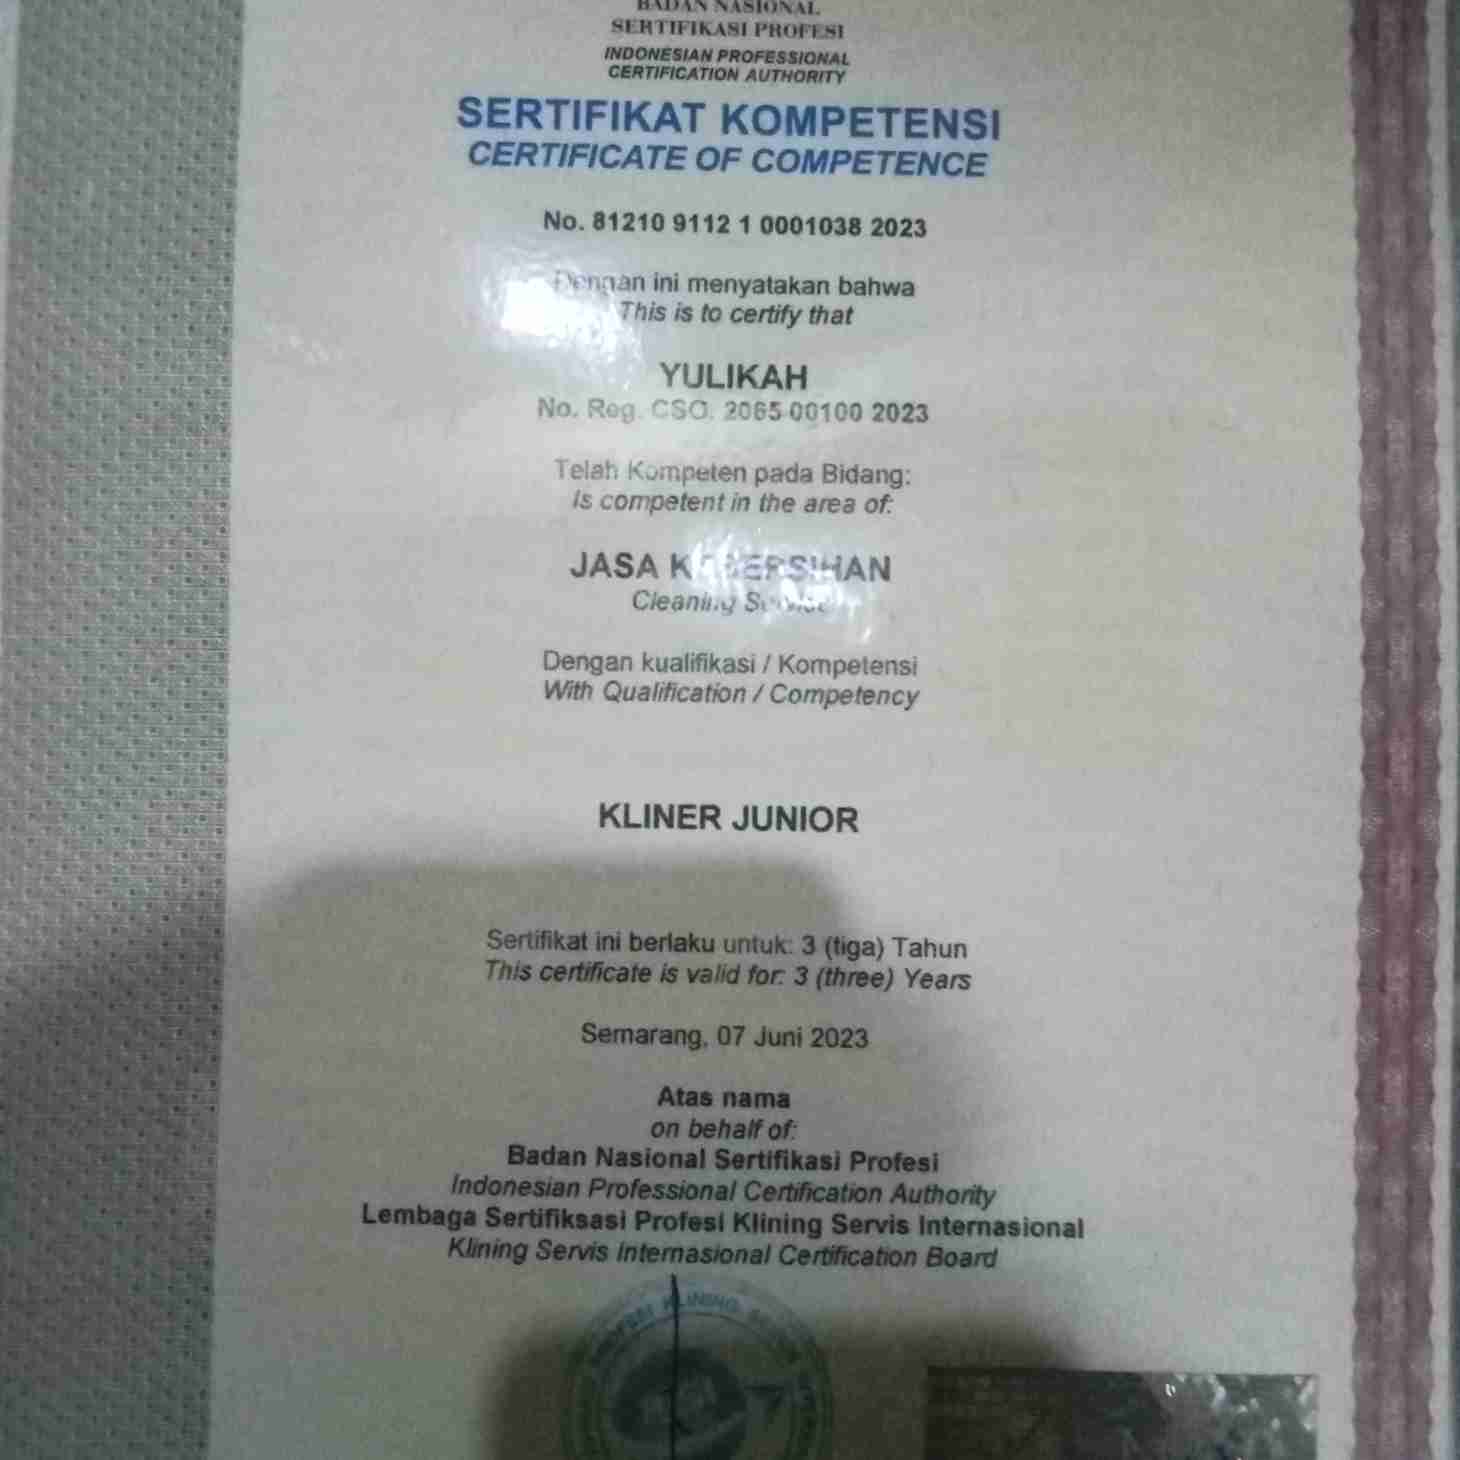 BADAN NASIONAL
SERTIFIKASI PROFESI
INDONESIAN PROFESSIONAL
CERTIFICATION AUTHORITY
SERTIFIKAT KOMPETENSI
CERTIFICATE OF COMPETENCE
No. 81210 9112 1 0001038 2023
Dengan ini menyatakan bahwa
This is to certify that
YULIKAH
No. Reg. CSO. 2065 00100 2023
Telah Kompeten pada Bidang:
Is competent in the area of:
JASA KEBERSIHAN
Cleaning Service
Dengan kualifikasi / Kompetensi
With Qualification / Competency
KLINER JUNIOR
Sertifikat ini berlaku untuk: 3 (tiga) Tahun
This certificate is valid for: 3 (three) Years
Semarang, 07 Juni 2023
Atas nama
on behalf of:
Badan Nasional Sertifikasi Profesi
Indonesian Professional Certification Authority
Lembaga Sertifiksasi Profesi Klining Servis Internasional
Klining Servis Internasional Certification Board
KLINING